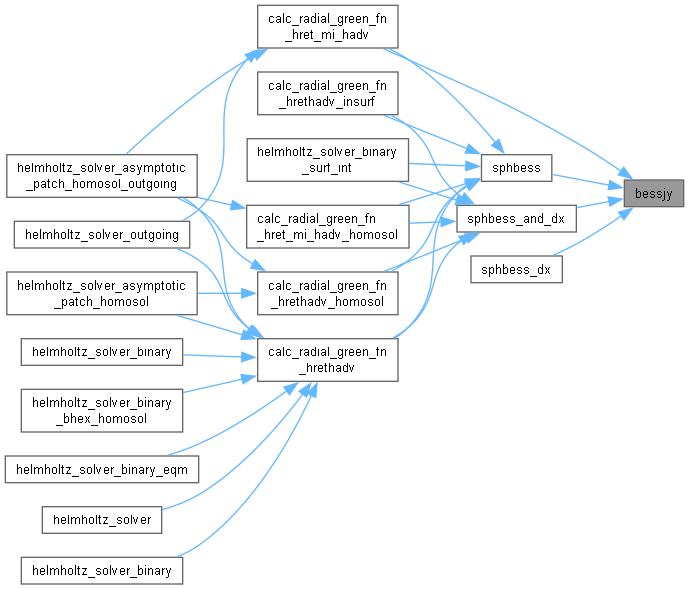 calc_radial_green_fn
_hret_mi_hadv
calc_radial_green_fn
_hrethadv_insurf
helmholtz_solver_binary
_surf_int
helmholtz_solver_asymptotic
_patch_homosol_outgoing
sphbess
bessjy
calc_radial_green_fn
_hret_mi_hadv_homosol
sphbess_and_dx
helmholtz_solver_outgoing
sphbess_dx
helmholtz_solver_asymptotic
_patch_homosol
calc_radial_green_fn
_hrethadv_homosol
helmholtz_solver_binary
calc_radial_green_fn
_hrethadv
helmholtz_solver_binary
_bhex_homosol
helmholtz_solver_binary_eqm
helmholtz_solver
helmholtz_solver_binary